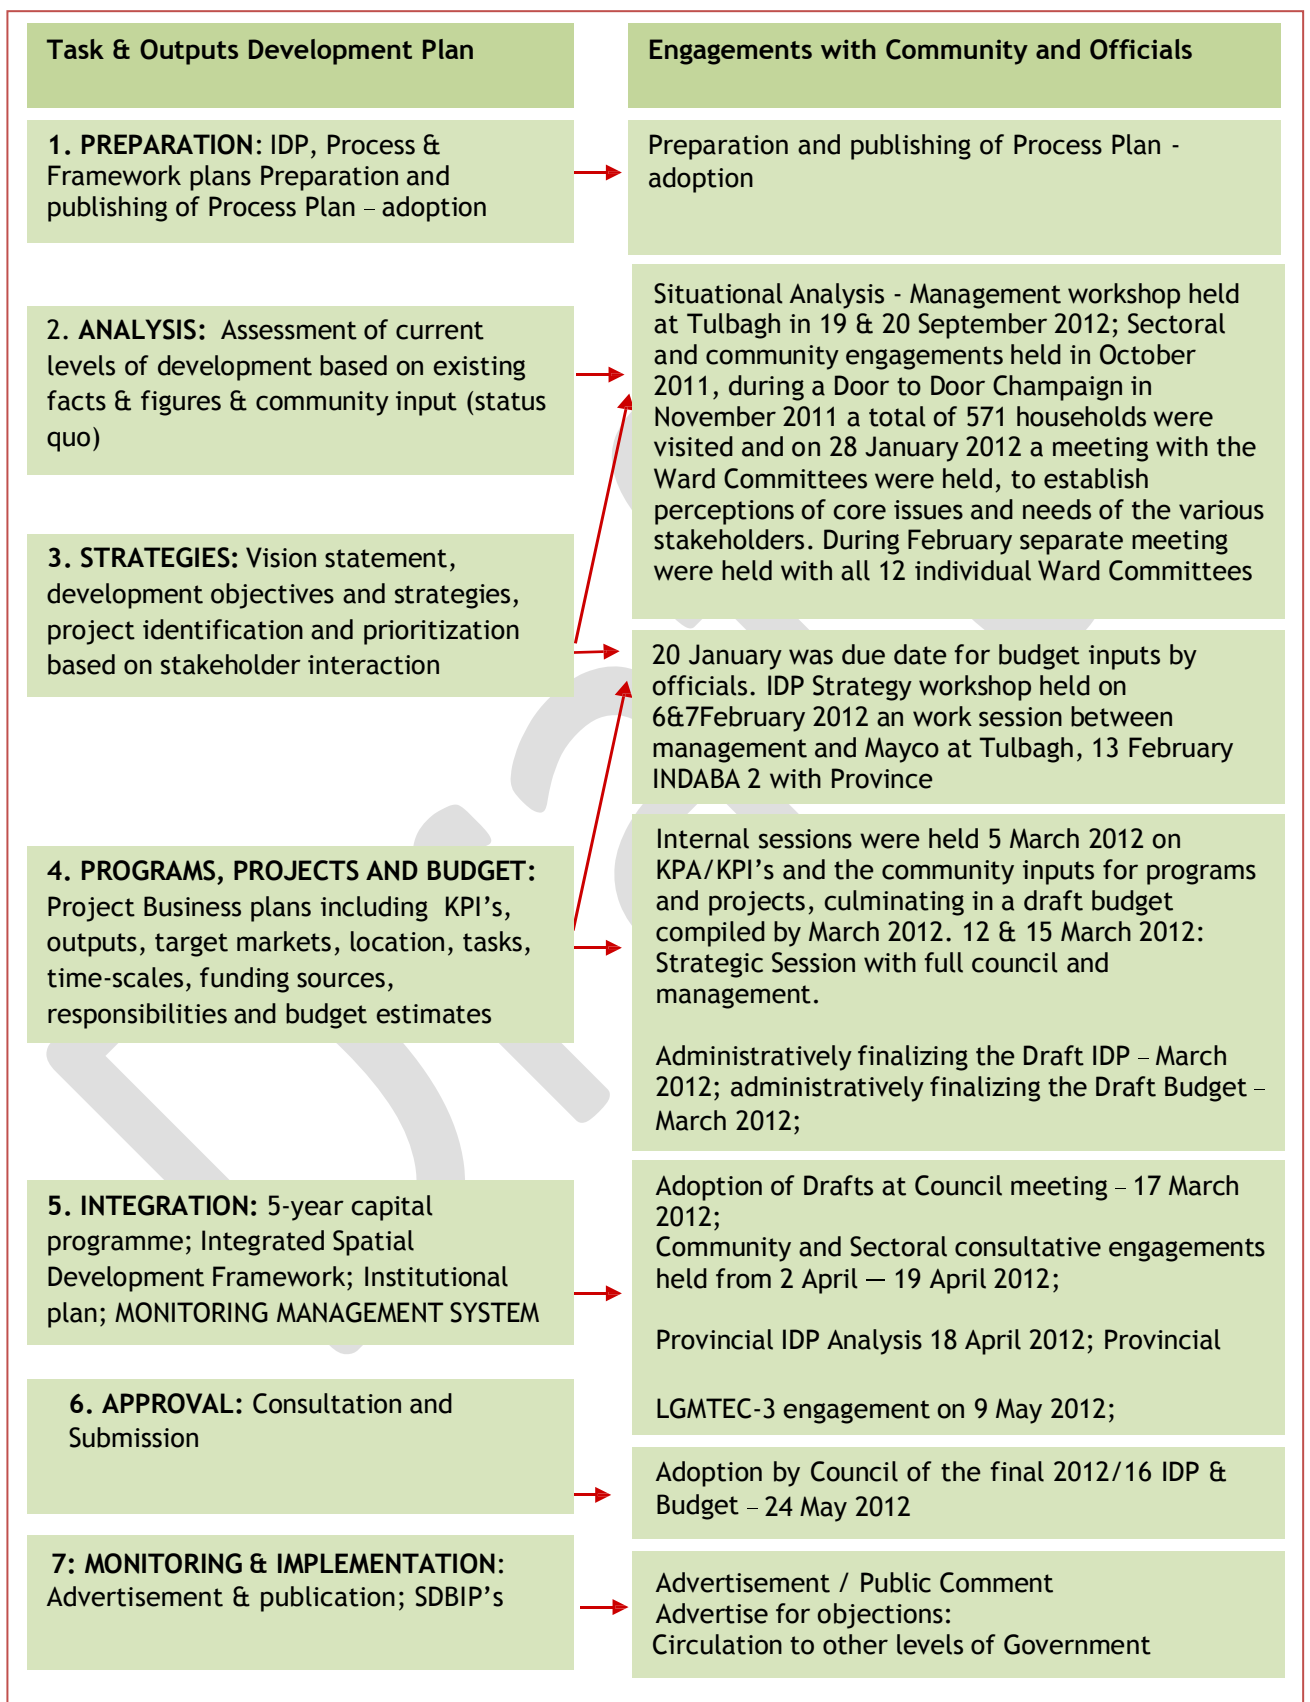 Task & Outputs Development Plan
Engagements with Community and Officials
1. PREPARATION: IDP, Process &
Framework plans Preparation and
publishing of Process Plan – adoption
Preparation and publishing of Process Plan -
adoption
2. ANALYSIS: Assessment of current
levels of development based on existing
facts & figures & community input (status
quo)
Situational Analysis - Management workshop held
at Tulbagh in 19 & 20 September 2012; Sectoral
and community engagements held in October
2011, during a Door to Door Champaign in
November 2011 a total of 571 households were
visited and on 28 January 2012 a meeting with the
Ward Committees were held, to establish
perceptions of core issues and needs of the various
stakeholders. During February separate meeting
were held with all 12 individual Ward Committees
3. STRATEGIES: Vision statement,
development objectives and strategies,
project identification and prioritization
based on stakeholder interaction
20 January was due date for budget inputs by
officials. IDP Strategy workshop held on
6&7February 2012 an work session between
management and Mayco at Tulbagh, 13 February
INDABA 2 with Province
4. PROGRAMS, PROJECTS AND BUDGET:
Project Business plans including KPI’s,
outputs, target markets, location, tasks,
time-scales, funding sources,
responsibilities and budget estimates
Internal sessions were held 5 March 2012 on
KPA/KPI’s and the community inputs for programs
and projects, culminating in a draft budget
compiled by March 2012. 12 & 15 March 2012:
Strategic Session with full council and
management.
Administratively finalizing the Draft IDP – March
2012; administratively finalizing the Draft Budget –
March 2012;
5. INTEGRATION: 5-year capital
programme; Integrated Spatial
Development Framework; Institutional
plan; MONITORING MANAGEMENT SYSTEM
Adoption of Drafts at Council meeting – 17 March
2012;
Community and Sectoral consultative engagements
held from 2 April — 19 April 2012;
Provincial IDP Analysis 18 April 2012; Provincial
LGMTEC-3 engagement on 9 May 2012;
6. APPROVAL: Consultation and
Submission
Adoption by Council of the final 2012/16 IDP &
Budget – 24 May 2012
7: MONITORING & IMPLEMENTATION:
Advertisement & publication; SDBIP’s
Advertisement / Public Comment
Advertise for objections:
Circulation to other levels of Government